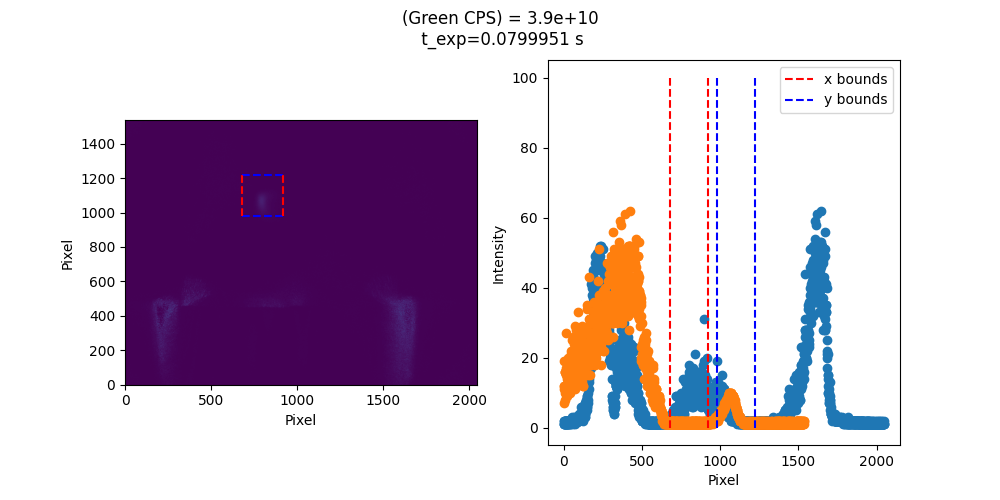 (Green CPS) = 3.9e+10
t_exp=0.0799951 s
1400
1200
1000
800
600
400
200
0
Pixel
0 500 1000 1500 2000
Pixel
100
80
60
40
20
0
Intensity
x bounds
y bounds
0 500 1000 1500 2000
Pixel